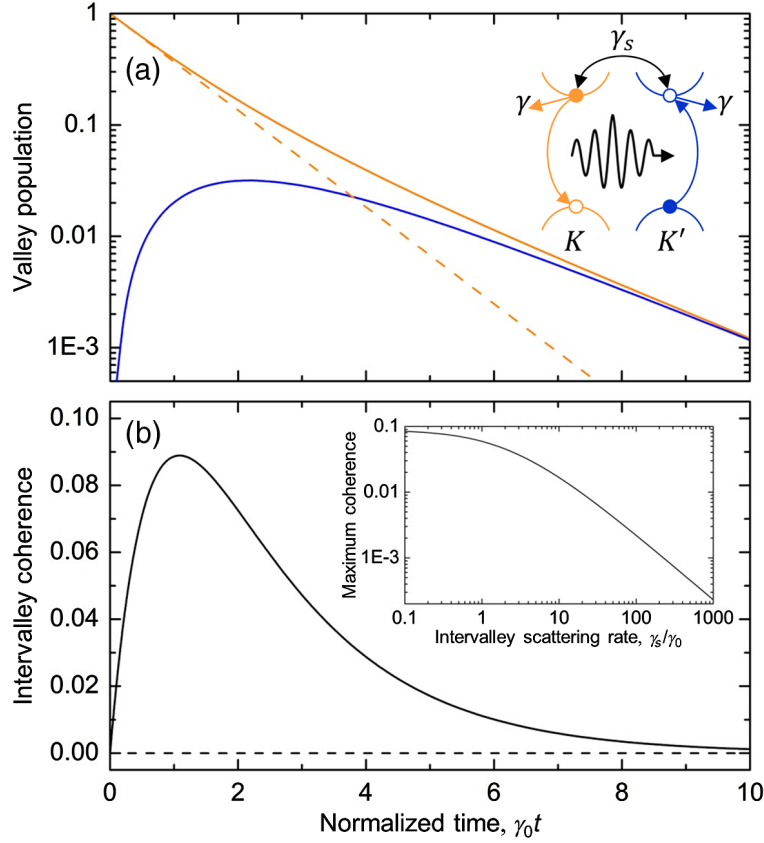 (a)
Valley population
1
0.1
0.01
1E-3
γₛ
γ γ
K K′
(b)
Intervalley coherence
0.10
0.08
0.06
0.04
0.02
0.00
Maximum coherence
0.1
0.01
1E-3
0.1 1 10 100 1000
Intervalley scattering rate, γₛ/γ₀
0 2 4 6 8 10
Normalized time, γ₀t